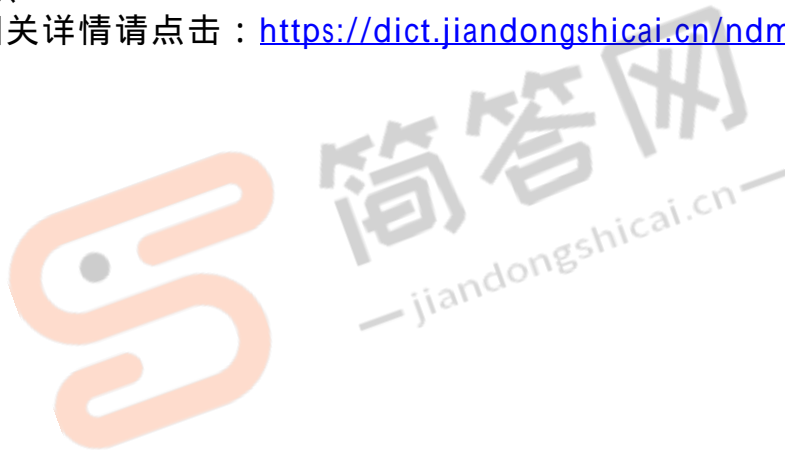 关详情请点击：https://dict.jiandongshicai.cn/ndm
简答网
jiandongshicai.cn